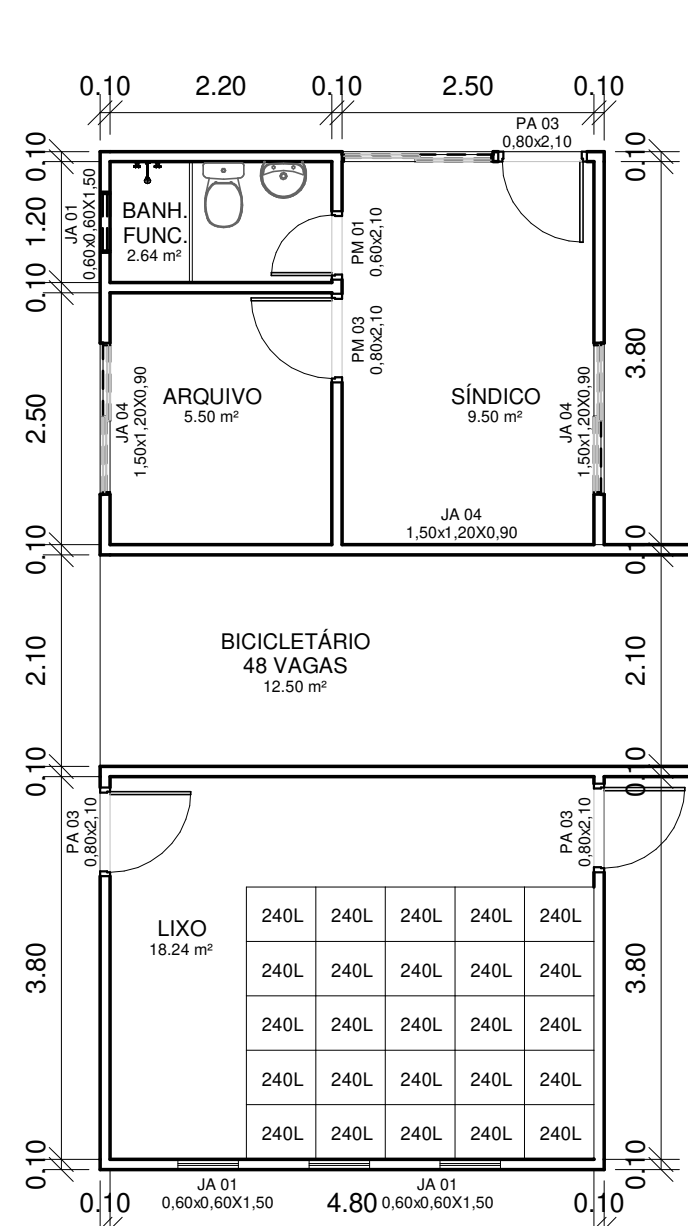 0.10 2.20 0.10 2.50 0.10
PA 03
0,80x2,10
0.10
0.10
1.20
JA 01
0,60x0,60X1,50
BANH.
FUNC.
2.64 m²
PM 01
0,60x2,10
0.10
PM 03
0,80x2,10
3.80
ARQUIVO
5.50 m²
SÍNDICO
9.50 m²
2.50
JA 04
1,50x1,20X0,90
JA 04
1,50x1,20X0,90
JA 04
1,50x1,20X0,90
0.10
0.10
BICICLETÁRIO
48 VAGAS
12.50 m²
2.10
2.10
0.10
0.10
PA 03
0,80x2,10
PA 03
0,80x2,10
LIXO
18.24 m²
240L 240L 240L 240L 240L
240L 240L 240L 240L 240L
3.80
3.80
240L 240L 240L 240L 240L
240L 240L 240L 240L 240L
240L 240L 240L 240L 240L
0.10
0.10
JA 01
0,60x0,60X1,50
JA 01
0,60x0,60X1,50
0.10 4.80 0.10